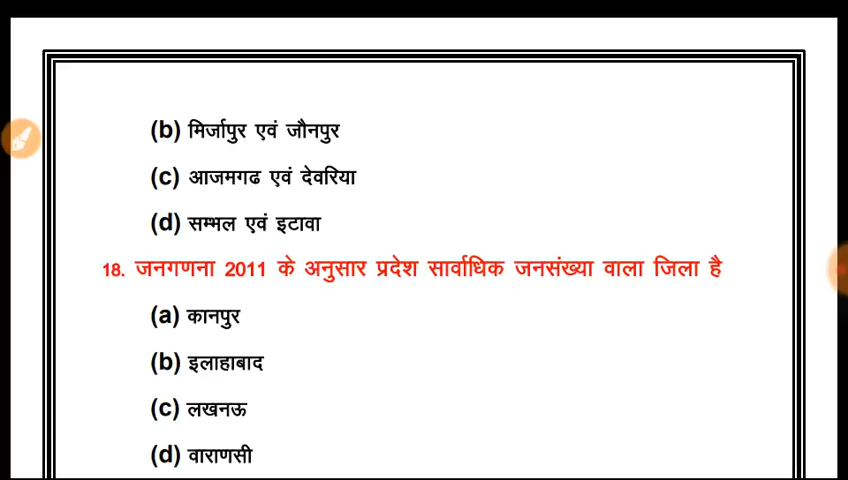 (b) मिर्जापुर एवं जौनपुर
(c) आजमगढ एवं देवरिया
(d) सम्भल एवं इटावा
18. जनगणना 2011 के अनुसार प्रदेश सार्वाधिक जनसंख्या वाला जिला है
(a) कानपुर
(b) इलाहाबाद
(c) लखनऊ
(d) वाराणसी